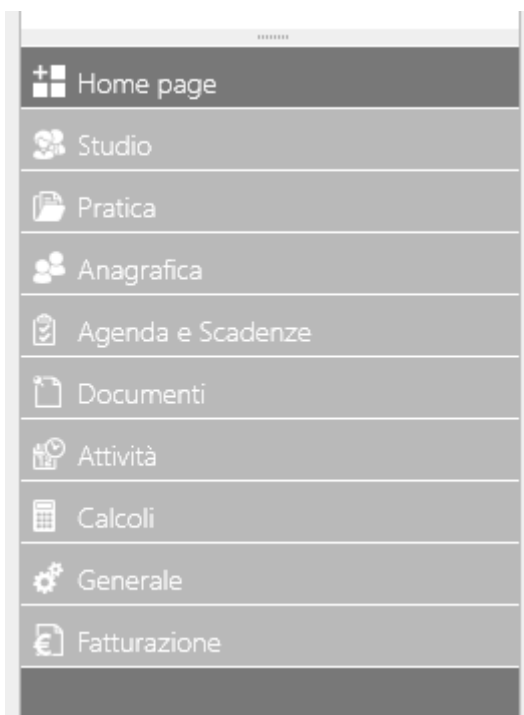 Home page
Studio
Pratica
Anagrafica
Agenda e Scadenze
Documenti
Attività
Calcoli
Generale
Fatturazione